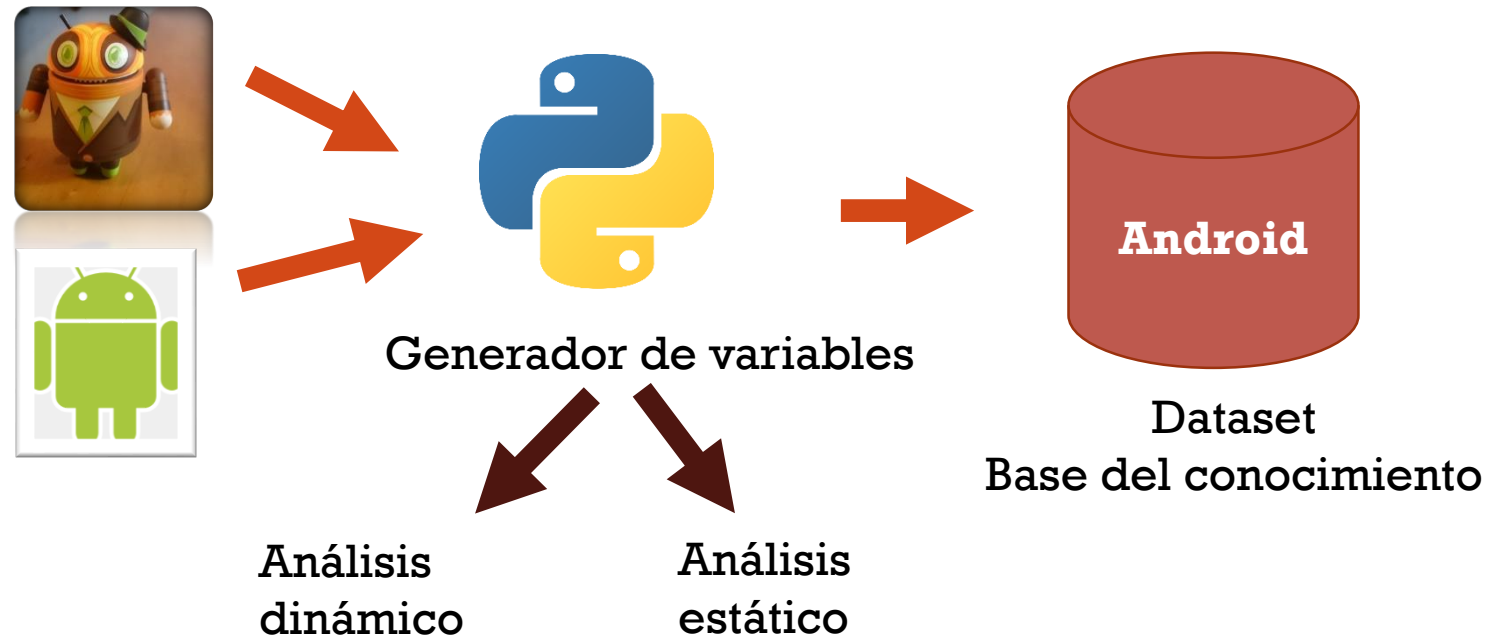 Android
Generador de variables
Dataset
Base del conocimiento
Análisis
dinámico
Análisis
estático